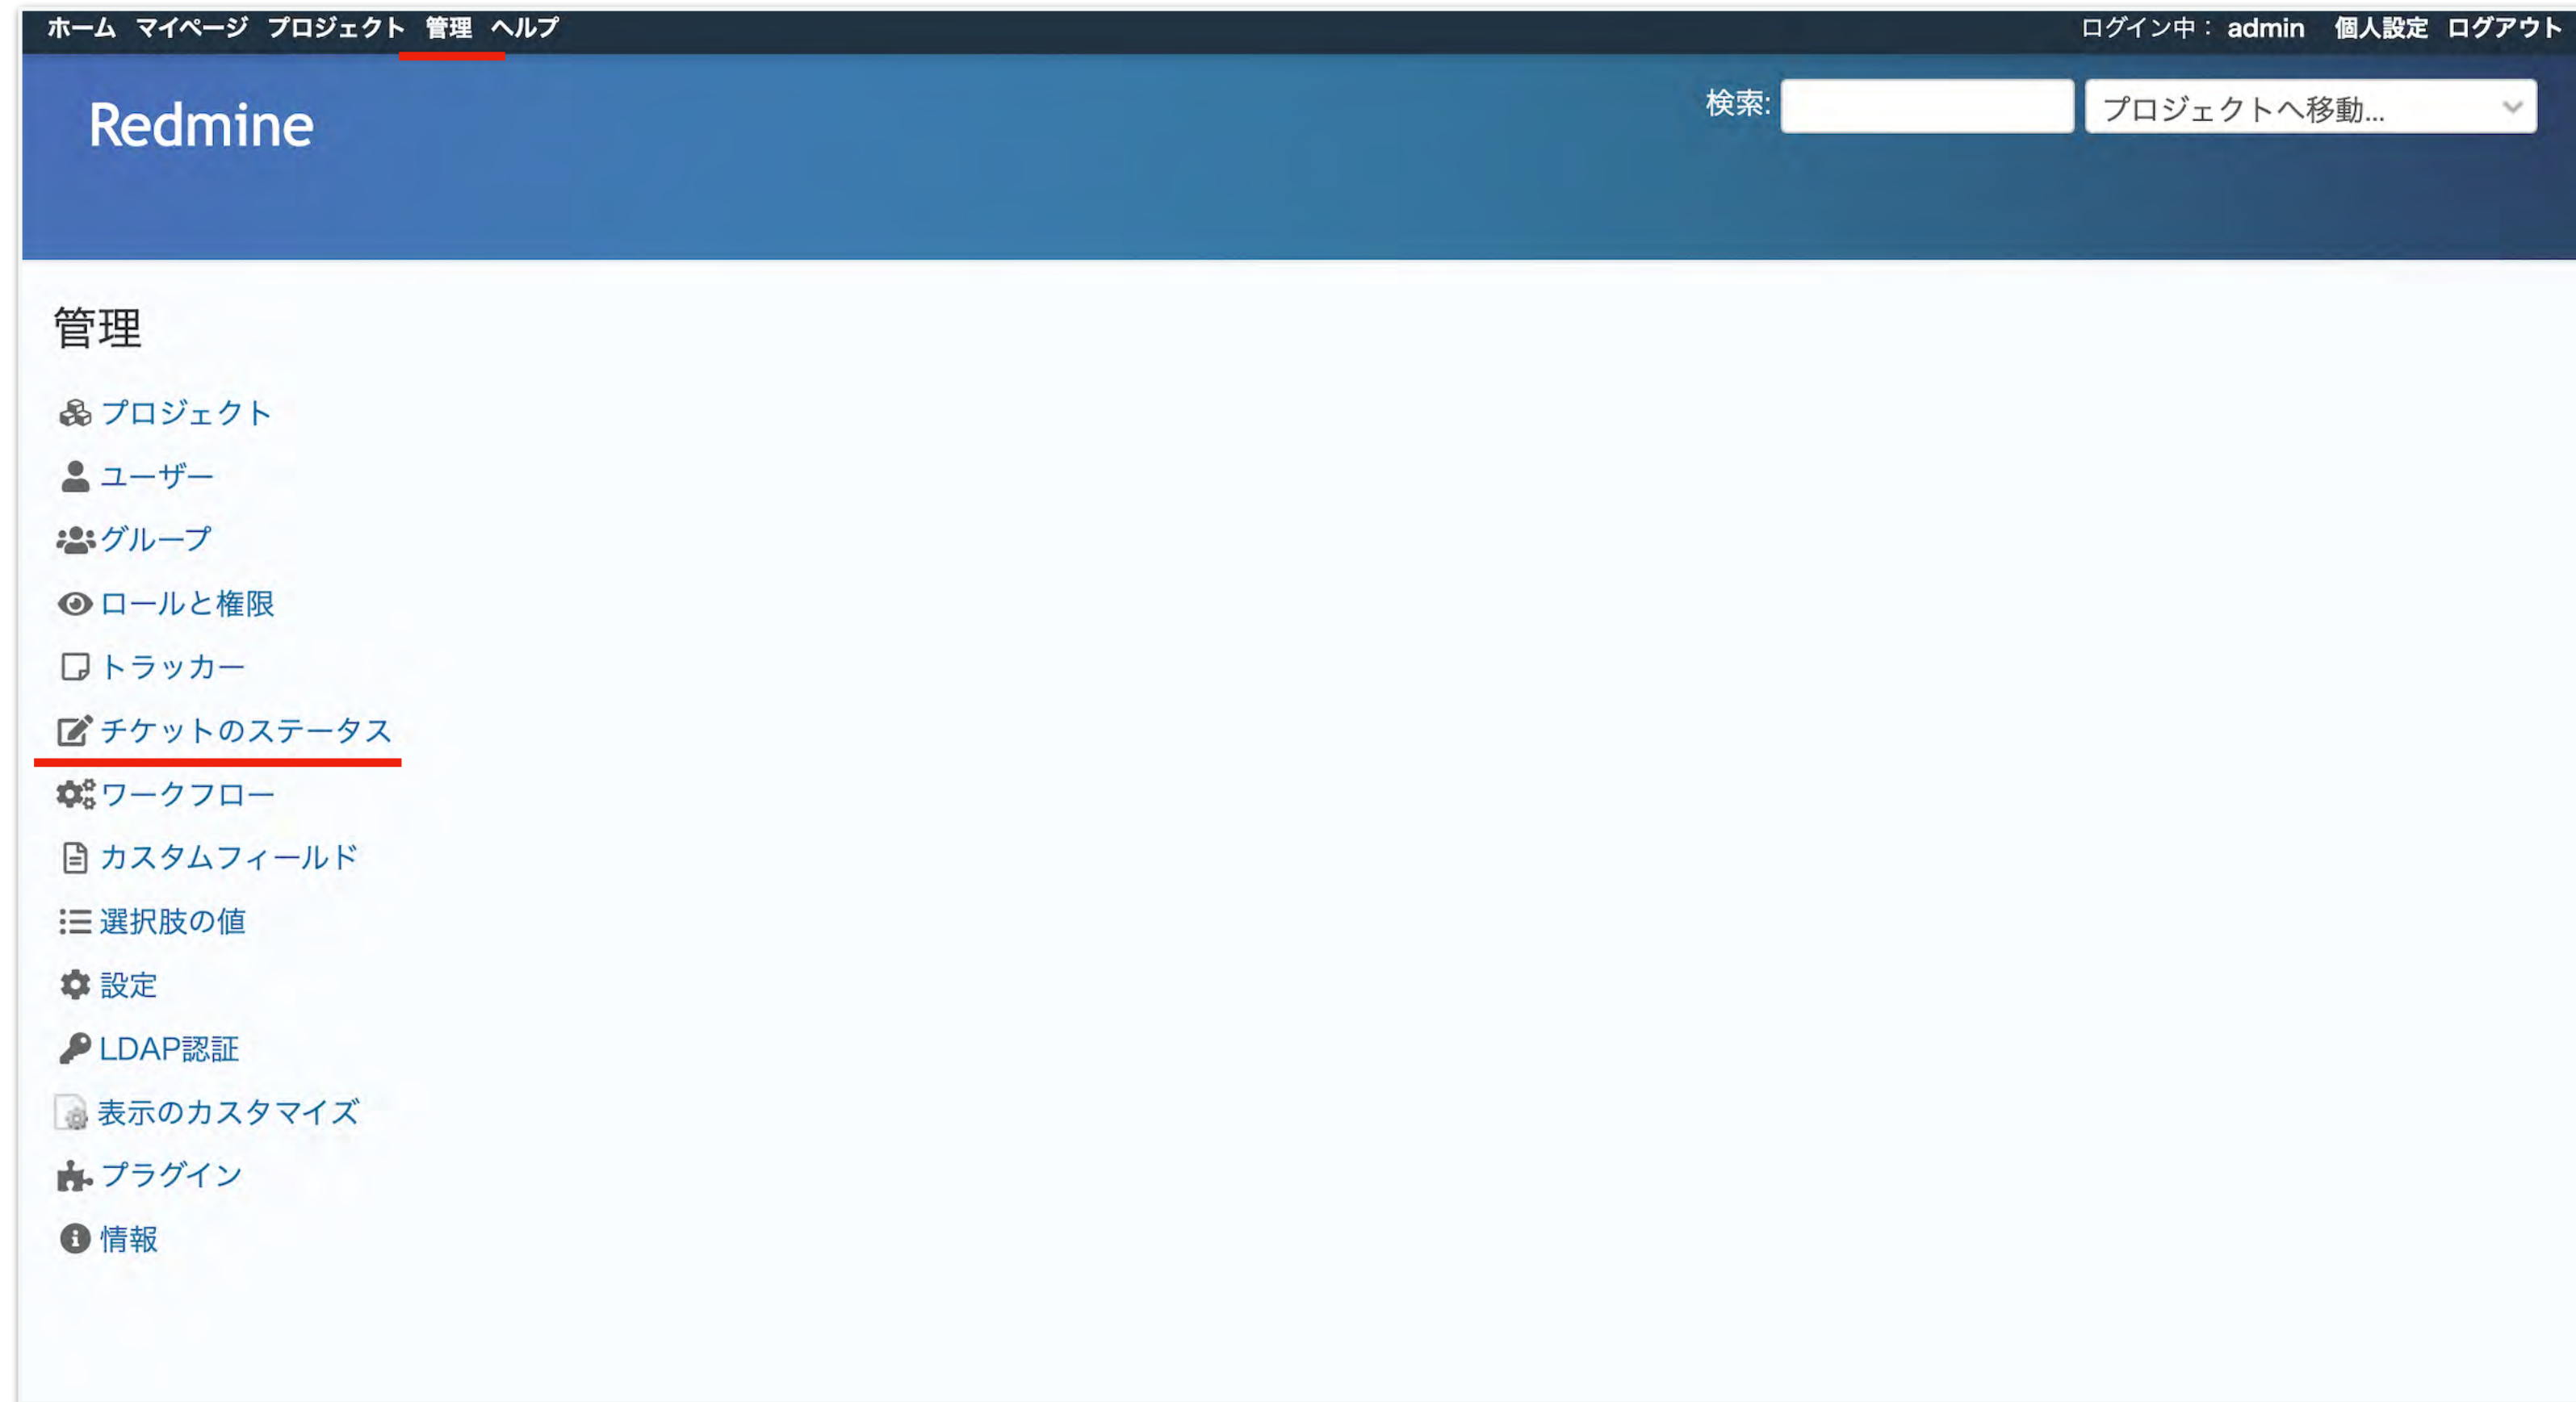 ホーム マイページ プロジェクト 管理 ヘルプ ログイン中： admin 個人設定 ログアウト
Redmine
検索: プロジェクトへ移動...
管理
プロジェクト
ユーザー
グループ
ロールと権限
トラッカー
チケットのステータス
ワークフロー
カスタムフィールド
選択肢の値
設定
LDAP認証
表示のカスタマイズ
プラグイン
情報